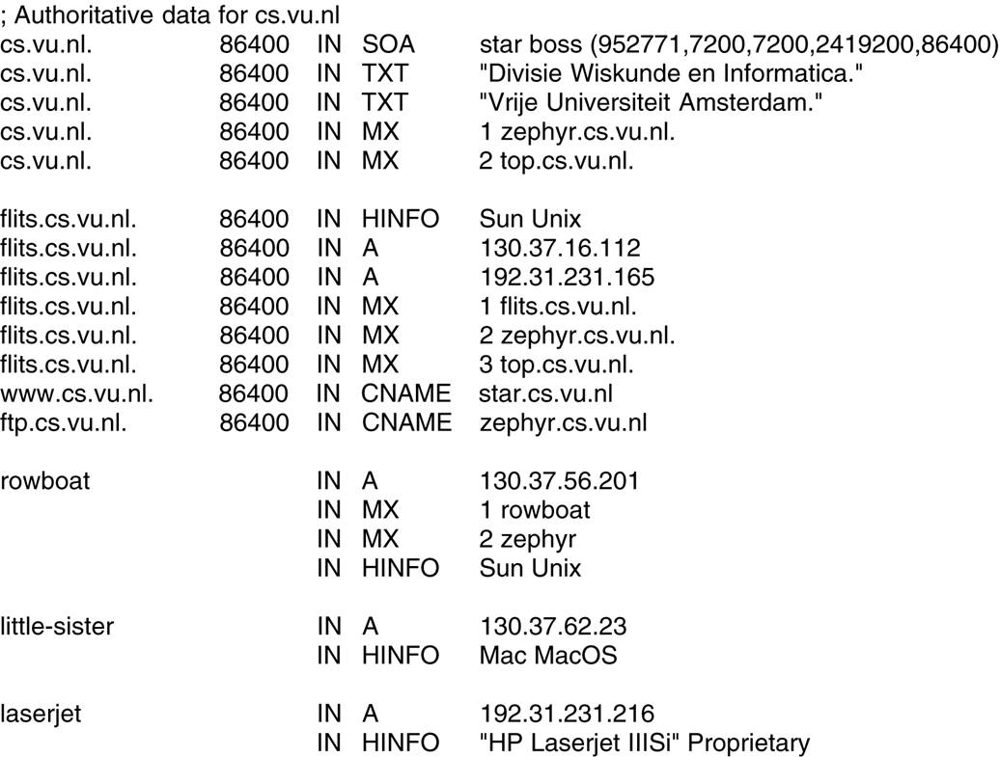 ; Authoritative data for cs.vu.nl
cs.vu.nl. 86400 IN SOA star boss (952771,7200,7200,2419200,86400)
cs.vu.nl. 86400 IN TXT "Divisie Wiskunde en Informatica."
cs.vu.nl. 86400 IN TXT "Vrije Universiteit Amsterdam."
cs.vu.nl. 86400 IN MX 1 zephyr.cs.vu.nl.
cs.vu.nl. 86400 IN MX 2 top.cs.vu.nl.
flits.cs.vu.nl. 86400 IN HINFO Sun Unix
flits.cs.vu.nl. 86400 IN A 130.37.16.112
flits.cs.vu.nl. 86400 IN A 192.31.231.165
flits.cs.vu.nl. 86400 IN MX 1 flits.cs.vu.nl.
flits.cs.vu.nl. 86400 IN MX 2 zephyr.cs.vu.nl.
flits.cs.vu.nl. 86400 IN MX 3 top.cs.vu.nl.
www.cs.vu.nl. 86400 IN CNAME star.cs.vu.nl
ftp.cs.vu.nl. 86400 IN CNAME zephyr.cs.vu.nl
rowboat IN A 130.37.56.201
IN MX 1 rowboat
IN MX 2 zephyr
IN HINFO Sun Unix
little-sister IN A 130.37.62.23
IN HINFO Mac MacOS
laserjet IN A 192.31.231.216
IN HINFO "HP Laserjet IIISi" Proprietary